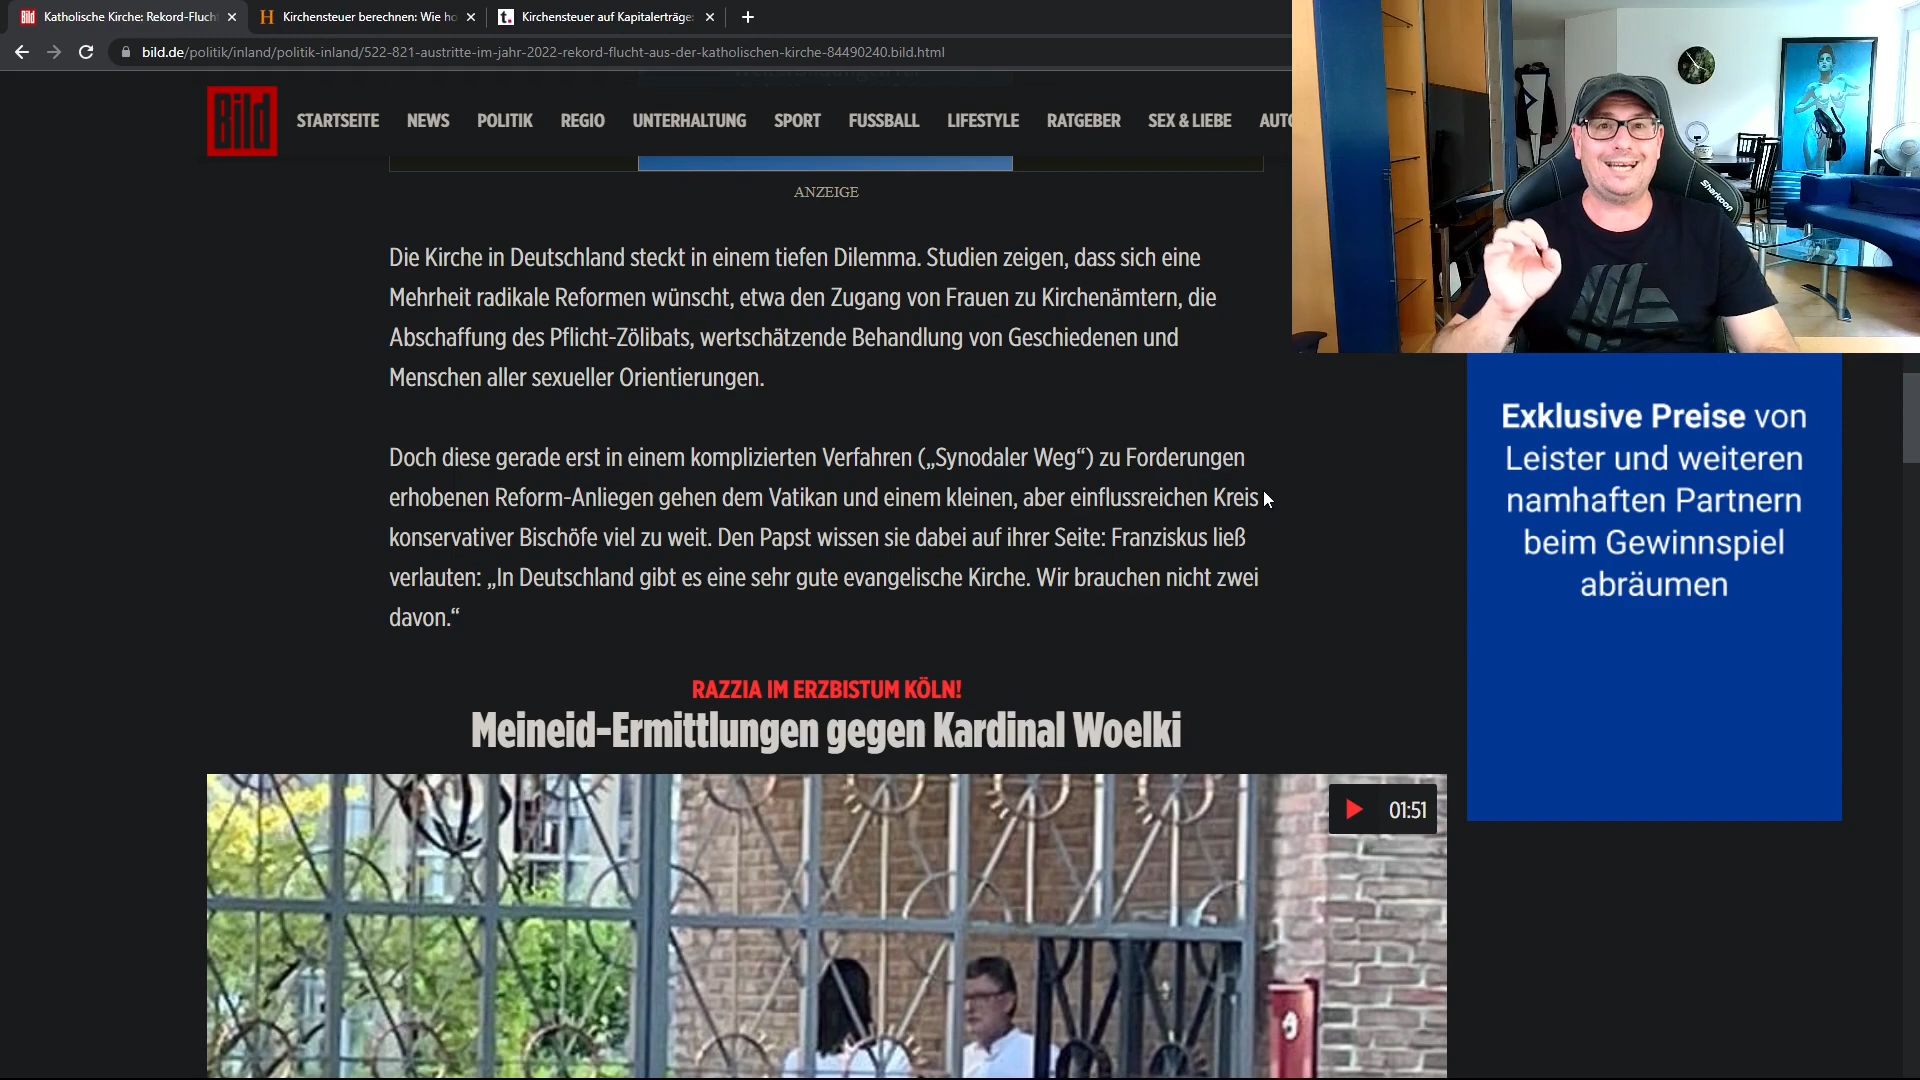 Katholische Kirche: Rekord-Fluch
Kirchensteuer berechnen: Wie ho
Kirchensteuer auf Kapitalerträge:
bild.de/politik/inland/politik-inland/522-821-austritte-im-jahr-2022-rekord-flucht-aus-der-katholischen-kirche-84490240.bild.html
Bild STARTSEITE NEWS POLITIK REGIO UNTERHALTUNG SPORT FUSSBALL LIFESTYLE RATGEBER SEX & LIEBE AUTO
Sharkoon
ANZEIGE
Die Kirche in Deutschland steckt in einem tiefen Dilemma. Studien zeigen, dass sich eine
Mehrheit radikale Reformen wünscht, etwa den Zugang von Frauen zu Kirchenämtern, die
Abschaffung des Pflicht-Zölibats, wertschätzende Behandlung von Geschiedenen und
Menschen aller sexueller Orientierungen.
Doch diese gerade erst in einem komplizierten Verfahren („Synodaler Weg“) zu Forderungen
erhobenen Reform-Anliegen gehen dem Vatikan und einem kleinen, aber einflussreichen Kreis
konservativer Bischöfe viel zu weit. Den Papst wissen sie dabei auf ihrer Seite: Franziskus ließ
verlauten: „In Deutschland gibt es eine sehr gute evangelische Kirche. Wir brauchen nicht zwei
davon.“
RAZZIA IM ERZBISTUM KÖLN!
Meineid-Ermittlungen gegen Kardinal Woelki
01:51
Exklusive Preise von
Leister und weiteren
namhaften Partnern
beim Gewinnspiel
abräumen